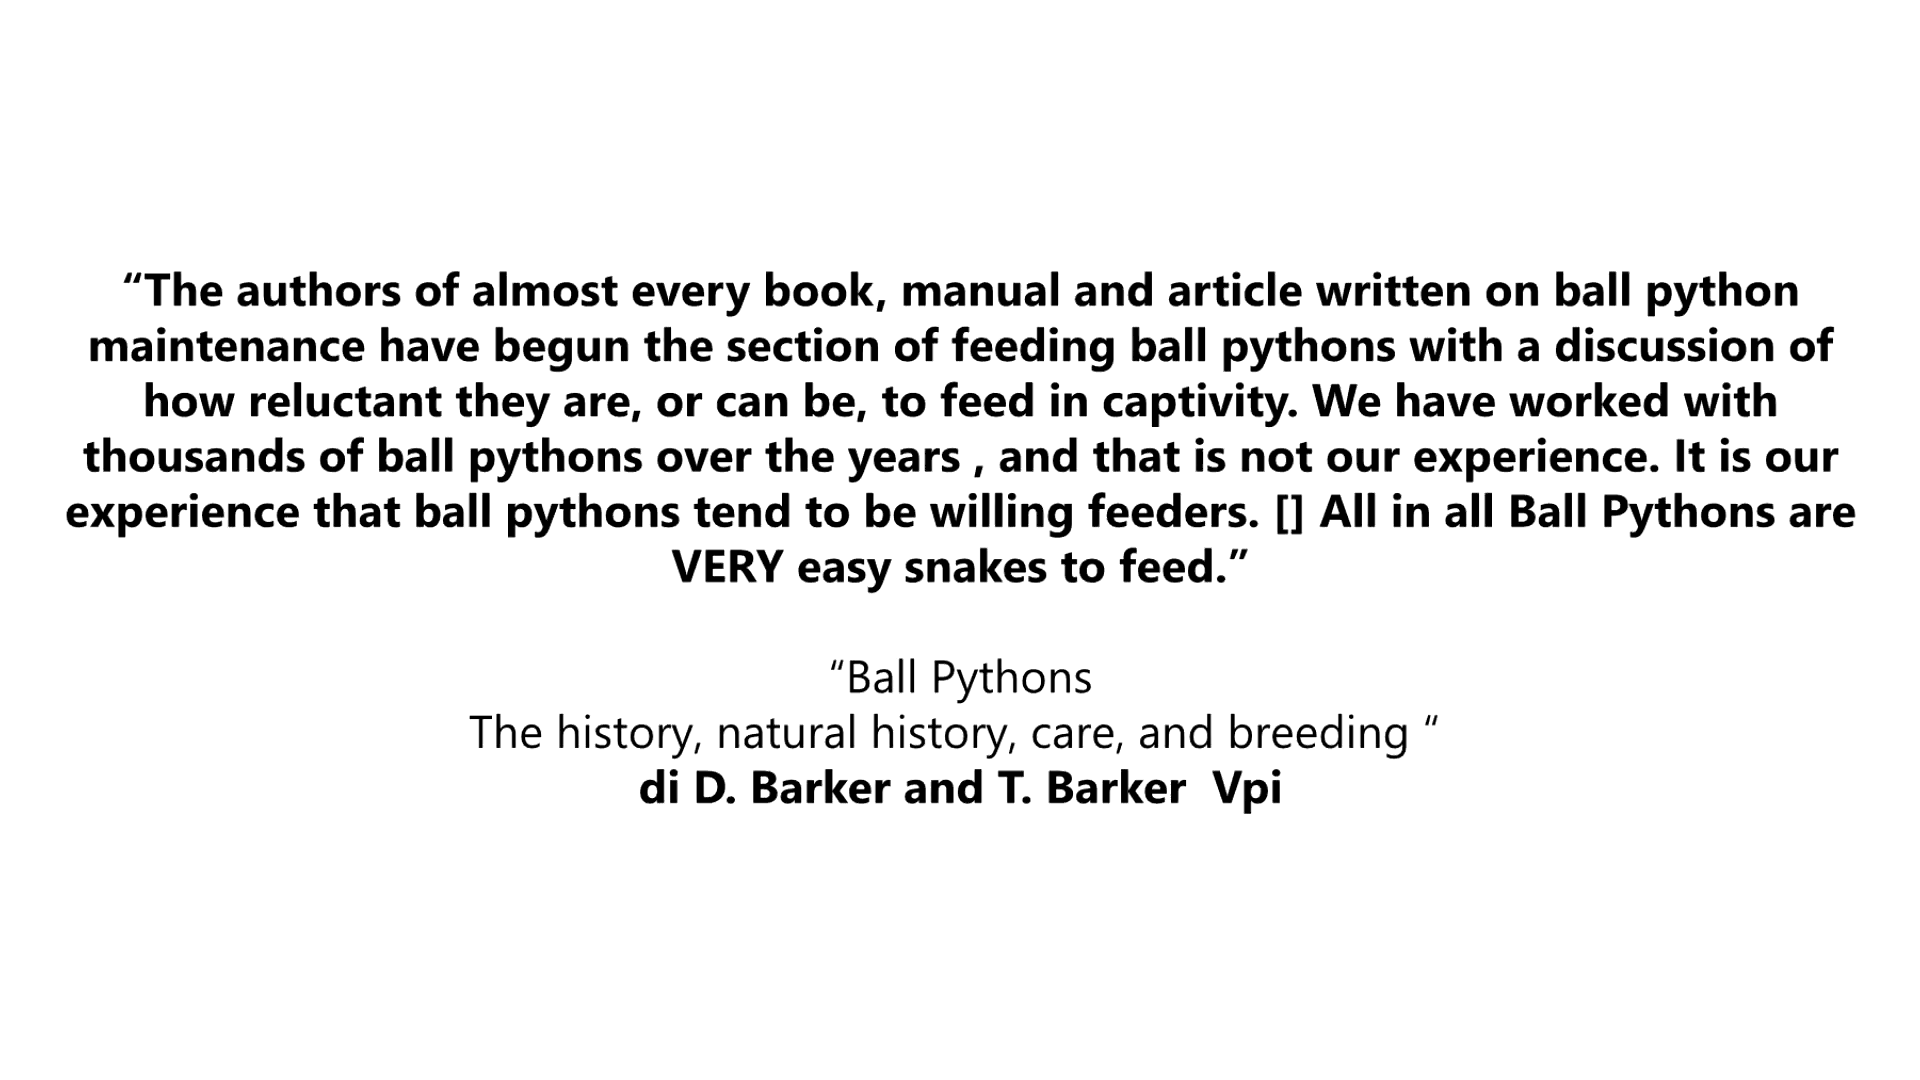 “The authors of almost every book, manual and article written on ball python
maintenance have begun the section of feeding ball pythons with a discussion of
how reluctant they are, or can be, to feed in captivity. We have worked with
thousands of ball pythons over the years , and that is not our experience. It is our
experience that ball pythons tend to be willing feeders. [] All in all Ball Pythons are
VERY easy snakes to feed.”
“Ball Pythons
The history, natural history, care, and breeding “
di D. Barker and T. Barker  Vpi